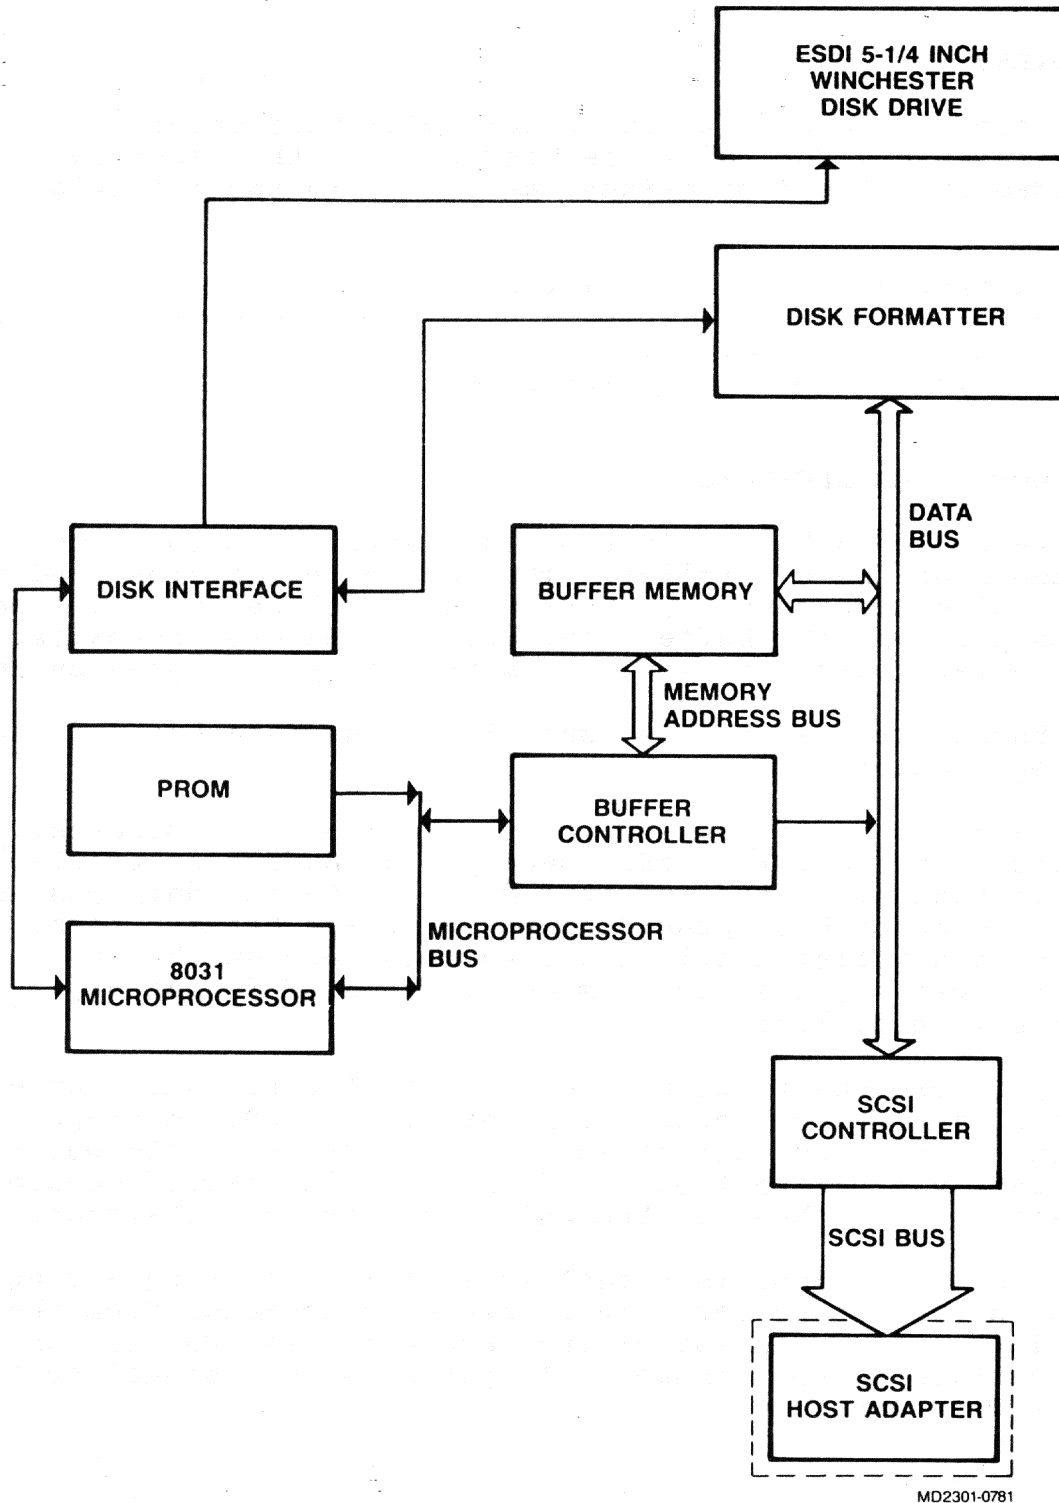 ESDI 5-1/4 INCH
WINCHESTER
DISK DRIVE
DISK FORMATTER
DATA
BUS
DISK INTERFACE
BUFFER MEMORY
MEMORY
ADDRESS BUS
PROM
BUFFER
CONTROLLER
MICROPROCESSOR
BUS
8031
MICROPROCESSOR
SCSI
CONTROLLER
SCSI BUS
SCSI
HOST ADAPTER
MD2301-0781